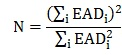 N = (∑ᵢ EADᵢ)² / ∑ᵢ EADᵢ²